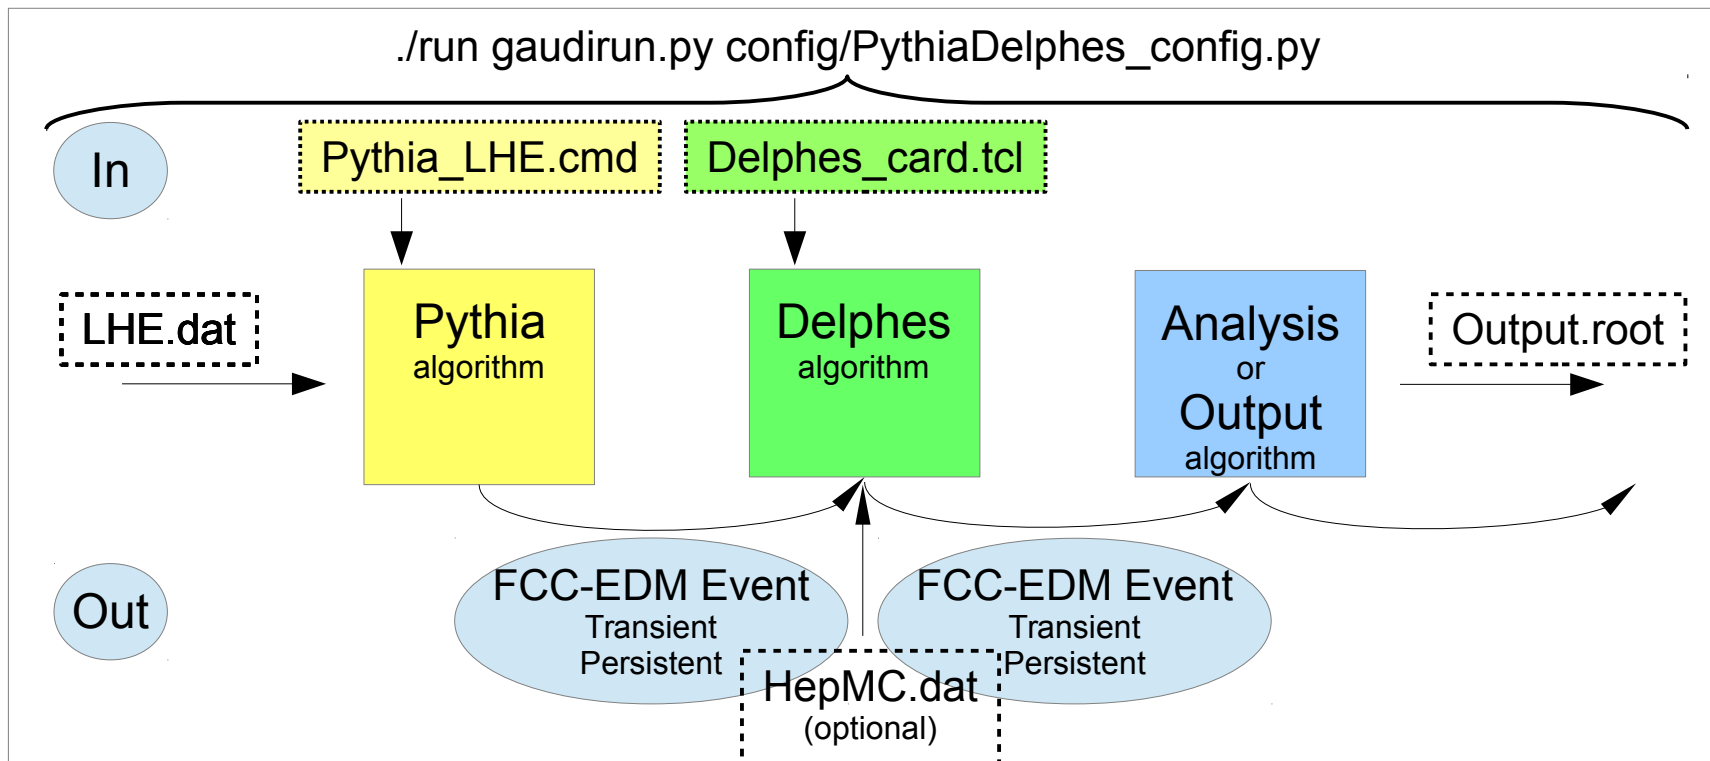 ./run gaudirun.py config/PythiaDelphes_config.py
In
Pythia_LHE.cmd
Delphes_card.tcl
LHE.dat
Pythia
algorithm
Delphes
algorithm
Analysis
or
Output
algorithm
Output.root
Out
FCC-EDM Event
Transient
Persistent
FCC-EDM Event
Transient
Persistent
HepMC.dat
(optional)